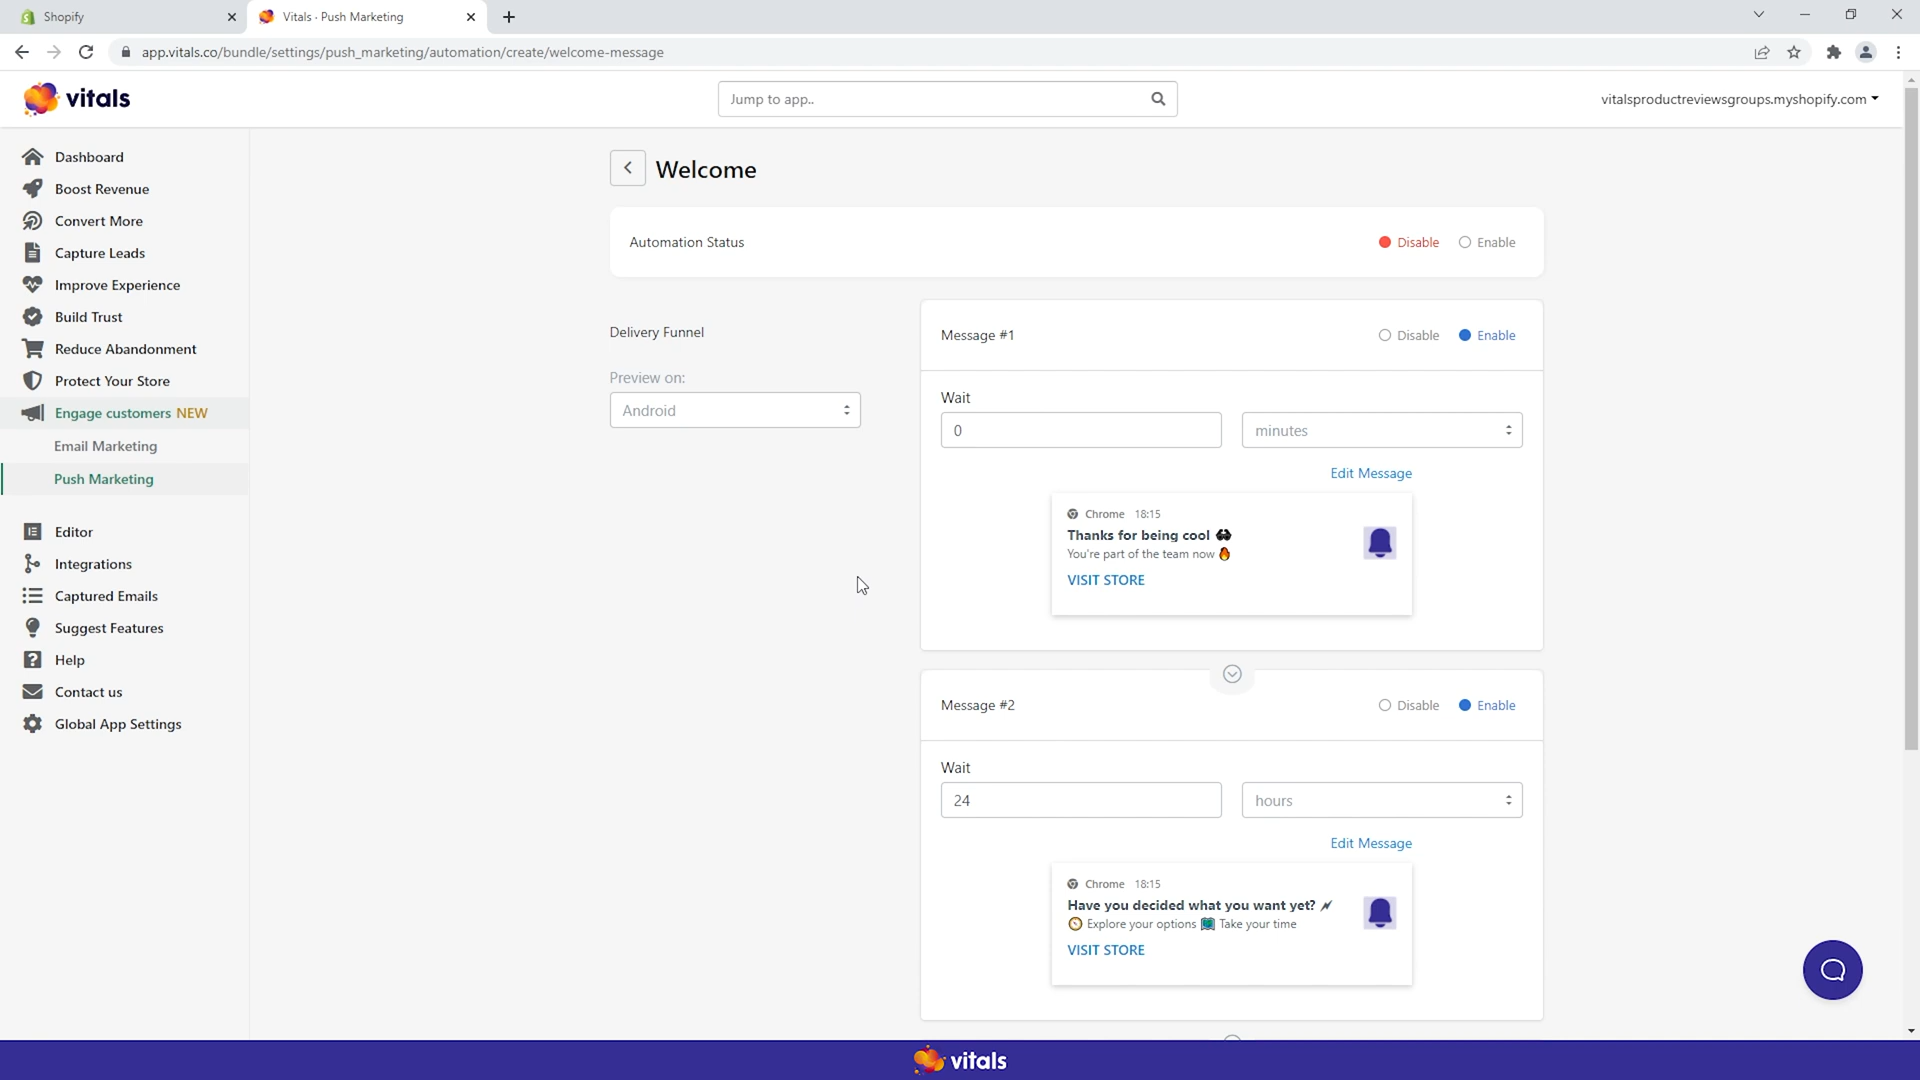 Shopify
Vitals · Push Marketing
app.vitals.co/bundle/settings/push_marketing/automation/create/welcome-message
vitals
Jump to app..
vitalsproductreviewsgroups.myshopify.com
Dashboard
Boost Revenue
Convert More
Capture Leads
Improve Experience
Build Trust
Reduce Abandonment
Protect Your Store
Engage customers NEW
Email Marketing
Push Marketing
Editor
Integrations
Captured Emails
Suggest Features
Help
Contact us
Global App Settings
Welcome
Automation Status
Disable Enable
Delivery Funnel
Preview on:
Android
Message #1
Disable Enable
Wait
0 minutes
Edit Message
Chrome 18:15
Thanks for being cool 🕶
You're part of the team now 🔥
VISIT STORE
Message #2
Disable Enable
Wait
24 hours
Edit Message
Chrome 18:15
Have you decided what you want yet?
Explore your options Take your time
VISIT STORE
vitals